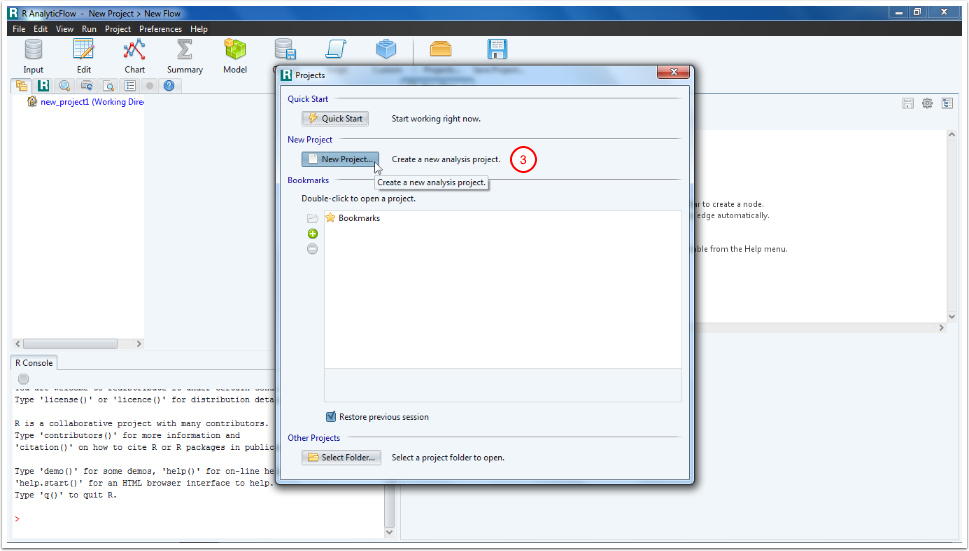 R AnalyticFlow - New Project > New Flow
File Edit View Run Project Preferences Help
Input Edit Chart Summary Model
new_project1 (Working Dire
Projects
Quick Start
Quick Start Start working right now.
New Project
New Project... Create a new analysis project. 3
Create a new analysis project.
Bookmarks
Double-click to open a project.
Bookmarks
Restore previous session
Other Projects
Select Folder... Select a project folder to open.
ar to create a node.
edge automatically.
ble from the Help menu.
R Console
Type 'license()' or 'licence()' for distribution deta
R is a collaborative project with many contributors.
Type 'contributors()' for more information and
'citation()' on how to cite R or R packages in public
Type 'demo()' for some demos, 'help()' for on-line he
'help.start()' for an HTML browser interface to help.
Type 'q()' to quit R.
>